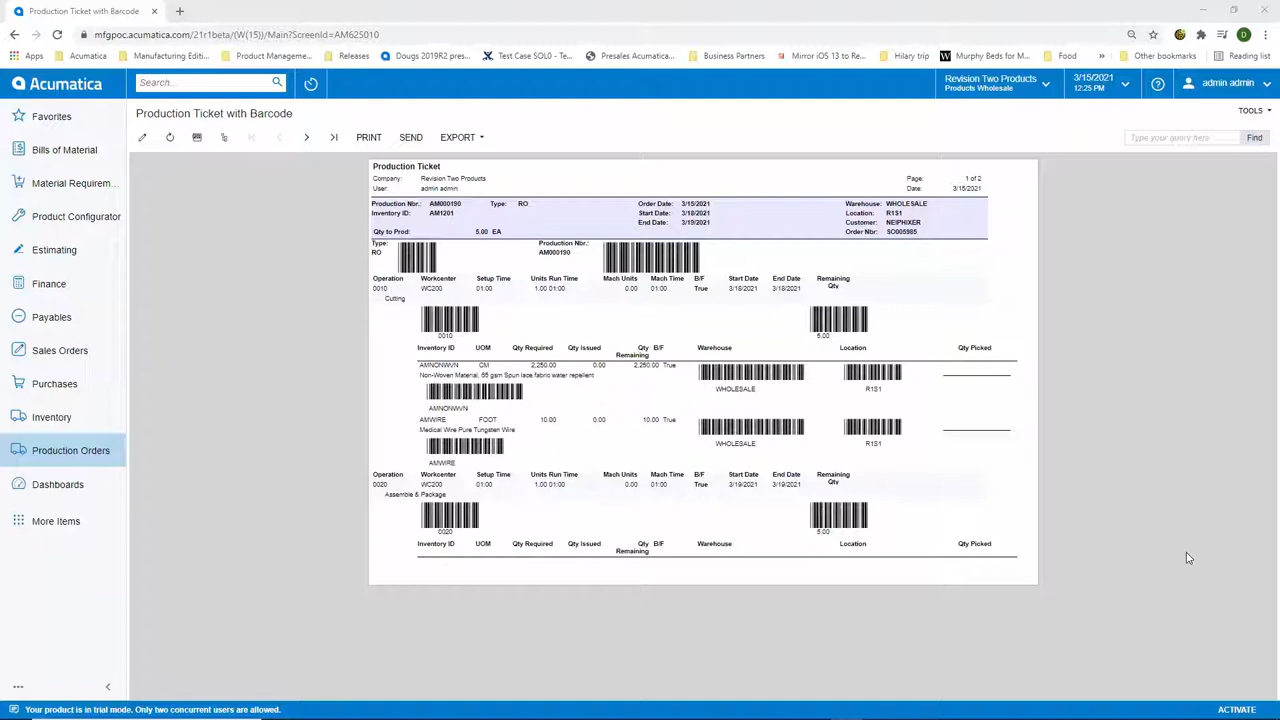 Production Ticket with Barcode
mfgpoc.acumatica.com/21r1beta/(W(15))/Main?ScreenId=AM625010
Apps Acumatica Manufacturing Editi... Product Manageme... Releases Dougs 2019R2 pres... Test Case SOL0 - T... Presales Acumatica... Business Partners Mirror iOS 13 to Re... Hilary trip Murphy Beds for M... Food » Other bookmarks Reading list
Acumatica Search... Revision Two Products 3/15/2021 admin admin
Products Wholesale 12:25 PM
Favorites
Bills of Material
Material Requirem...
Product Configurator
Estimating
Finance
Payables
Sales Orders
Purchases
Inventory
Production Orders
Dashboards
More Items
Production Ticket with Barcode TOOLS
PRINT SEND EXPORT Type your query here Find
Production Ticket
Company: Revision Two Products Page: 1 of 2
User: admin admin Date: 3/15/2021
Production Nbr.: AM000190 Type: RO Order Date: 3/15/2021 Warehouse: WHOLESALE
Inventory ID: AM1201 Start Date: 3/18/2021 Location: R1S1
End Date: 3/19/2021 Customer: NEIPHIXER
Qty to Prod: 5.00 EA Order Nbr: SO005985
Type: Production Nbr.:
RO AM000190
Operation Workcenter Setup Time Units Run Time Mach Units Mach Time B/F Start Date End Date Remaining Qty
0010 WC200 01:00 1.00 01:00 0.00 01:00 True 3/18/2021 3/18/2021
Cutting
0010 5.00
Inventory ID UOM Qty Required Qty Issued Qty Remaining B/F Warehouse Location Qty Picked
AMNONWVN CM 2,250.00 0.00 2,250.00 True
Non-Woven Material, 66 gsm Spun lace fabric water repellent
WHOLESALE R1S1
AMNONWVN
AMWIRE FOOT 10.00 0.00 10.00 True
Medical Wire Pure Tungsten Wire
WHOLESALE R1S1
AMWIRE
Operation Workcenter Setup Time Units Run Time Mach Units Mach Time B/F Start Date End Date Remaining Qty
0020 WC200 01:00 1.00 01:00 0.00 01:00 True 3/19/2021 3/19/2021
Assemble & Package
0020 5.00
Inventory ID UOM Qty Required Qty Issued Qty Remaining B/F Warehouse Location Qty Picked
Your product is in trial mode. Only two concurrent users are allowed. ACTIVATE